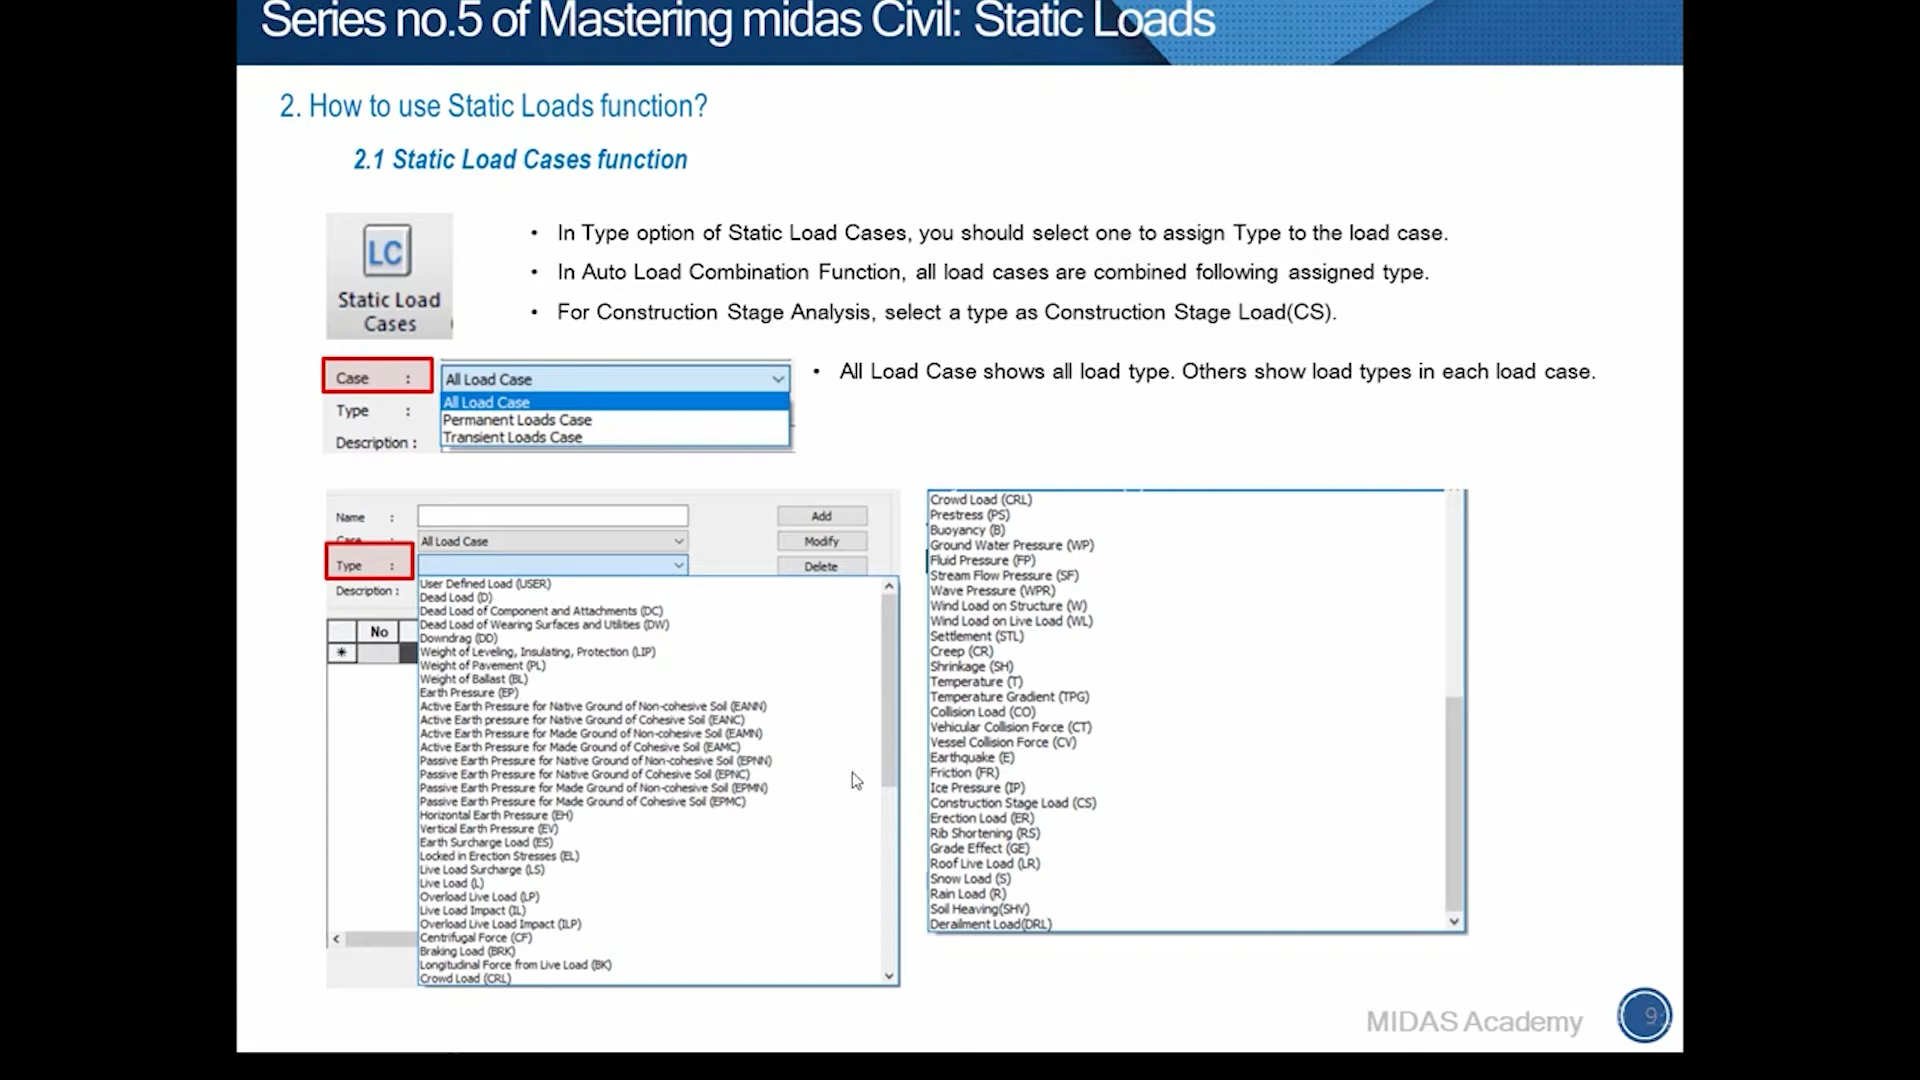 Series no.5 of Mastering midas Civil: Static Loads
2. How to use Static Loads function?
2.1 Static Load Cases function
LC
Static Load
Cases
• In Type option of Static Load Cases, you should select one to assign Type to the load case.
• In Auto Load Combination Function, all load cases are combined following assigned type.
• For Construction Stage Analysis, select a type as Construction Stage Load(CS).
Case :
Type :
Description :
All Load Case
All Load Case
Permanent Loads Case
Transient Loads Case
• All Load Case shows all load type. Others show load types in each load case.
Name :
Case :
Type :
Description :
All Load Case
Add
Modify
Delete
No
*
User Defined Load (USER)
Dead Load (D)
Dead Load of Component and Attachments (DC)
Dead Load of Wearing Surfaces and Utilities (DW)
Downdrag (DD)
Weight of Leveling, Insulating, Protection (LIP)
Weight of Pavement (PL)
Weight of Ballast (BL)
Earth Pressure (EP)
Active Earth Pressure for Native Ground of Non-cohesive Soil (EANN)
Active Earth pressure for Native Ground of Cohesive Soil (EANC)
Active Earth Pressure for Made Ground of Non-cohesive Soil (EAMN)
Active Earth Pressure for Made Ground of Cohesive Soil (EAMC)
Passive Earth Pressure for Native Ground of Non-cohesive Soil (EPNN)
Passive Earth Pressure for Native Ground of Cohesive Soil (EPNC)
Passive Earth Pressure for Made Ground of Non-cohesive Soil (EPMN)
Passive Earth Pressure for Made Ground of Cohesive Soil (EPMC)
Horizontal Earth Pressure (EH)
Vertical Earth Pressure (EV)
Earth Surcharge Load (ES)
Locked in Erection Stresses (EL)
Live Load Surcharge (LS)
Live Load (L)
Overload Live Load (LP)
Live Load Impact (IL)
Overload Live Load Impact (ILP)
Centrifugal Force (CF)
Braking Load (BRK)
Longitudinal Force from Live Load (BK)
Crowd Load (CRL)
Crowd Load (CRL)
Prestress (PS)
Buoyancy (B)
Ground Water Pressure (WP)
Fluid Pressure (FP)
Stream Flow Pressure (SF)
Wave Pressure (WPR)
Wind Load on Structure (W)
Wind Load on Live Load (WL)
Settlement (STL)
Creep (CR)
Shrinkage (SH)
Temperature (T)
Temperature Gradient (TPG)
Collision Load (CO)
Vehicular Collision Force (CT)
Vessel Collision Force (CV)
Earthquake (E)
Friction (FR)
Ice Pressure (IP)
Construction Stage Load (CS)
Erection Load (ER)
Rib Shortening (RS)
Grade Effect (GE)
Roof Live Load (LR)
Snow Load (S)
Rain Load (R)
Soil Heaving(SHV)
Derailment Load(DRL)
MIDAS Academy
9